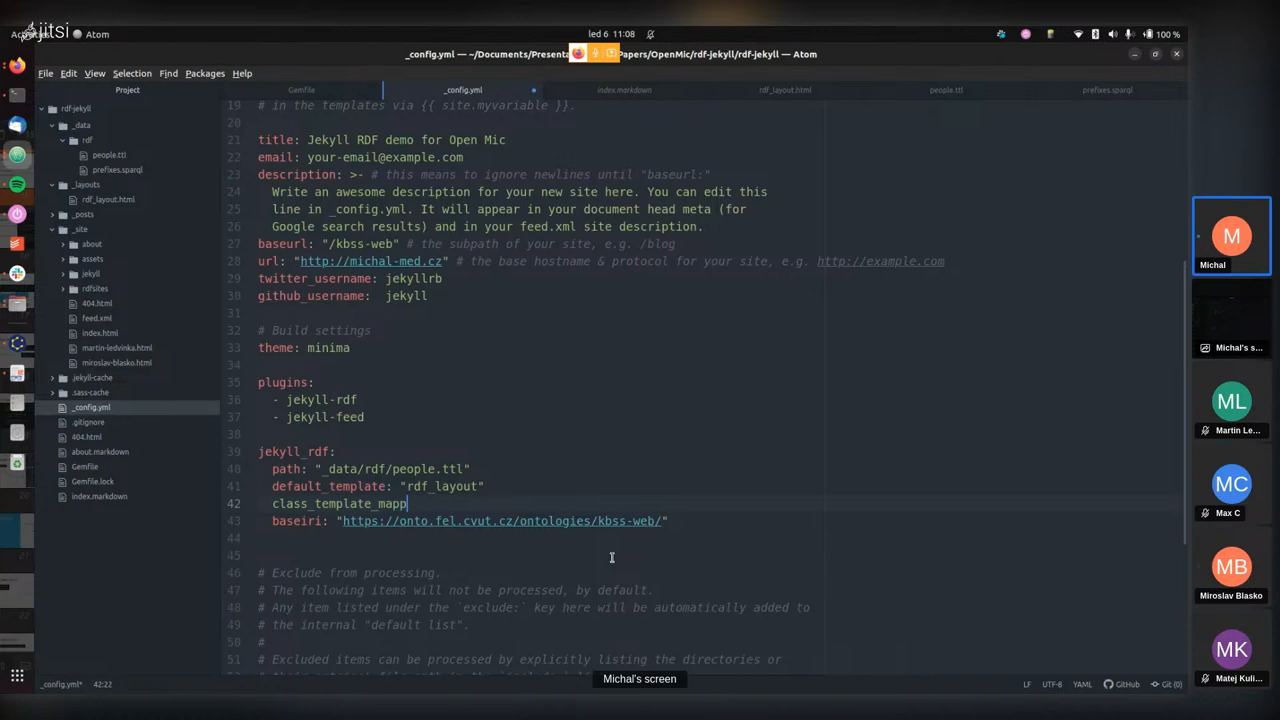 jitsi
Atom
led 6 11:08
100 %
_config.yml — ~/Documents/Presenta
Papers/OpenMic/rdf-jekyll/rdf-jekyll — Atom
File Edit View Selection Find Packages Help
Project
Gemfile
_config.yml
index.markdown
rdf_layout.html
people.ttl
prefixes.sparql
rdf-jekyll
_data
rdf
people.ttl
prefixes.sparql
_layouts
rdf_layout.html
_posts
_site
about
assets
jekyll
rdfsites
404.html
feed.xml
index.html
martin-ledvinka.html
miroslav-blasko.html
.jekyll-cache
.sass-cache
_config.yml
.gitignore
404.html
about.markdown
Gemfile
Gemfile.lock
index.markdown
19 # in the templates via {{ site.myvariable }}.
20
21 title: Jekyll RDF demo for Open Mic
22 email: your-email@example.com
23 description: >- # this means to ignore newlines until "baseurl:"
24 Write an awesome description for your new site here. You can edit this
25 line in _config.yml. It will appear in your document head meta (for
26 Google search results) and in your feed.xml site description.
27 baseurl: "/kbss-web" # the subpath of your site, e.g. /blog
28 url: "http://michal-med.cz" # the base hostname & protocol for your site, e.g. http://example.com
29 twitter_username: jekyllrb
30 github_username:  jekyll
31
32 # Build settings
33 theme: minima
34
35 plugins:
36 - jekyll-rdf
37 - jekyll-feed
38
39 jekyll_rdf:
40 path: "_data/rdf/people.ttl"
41 default_template: "rdf_layout"
42 class_template_mapp
43 baseiri: "https://onto.fel.cvut.cz/ontologies/kbss-web/"
44
45
46 # Exclude from processing.
47 # The following items will not be processed, by default.
48 # Any item listed under the `exclude:` key here will be automatically added to
49 # the internal "default list".
50 #
51 # Excluded items can be processed by explicitly listing the directories or
_config.yml* 42:22
LF UTF-8 YAML GitHub Git (0)
Michal's screen
M
Michal
Michal's s...
ML
Martin Le...
MC
Max C
MB
Miroslav Blasko
MK
Matej Kuli...